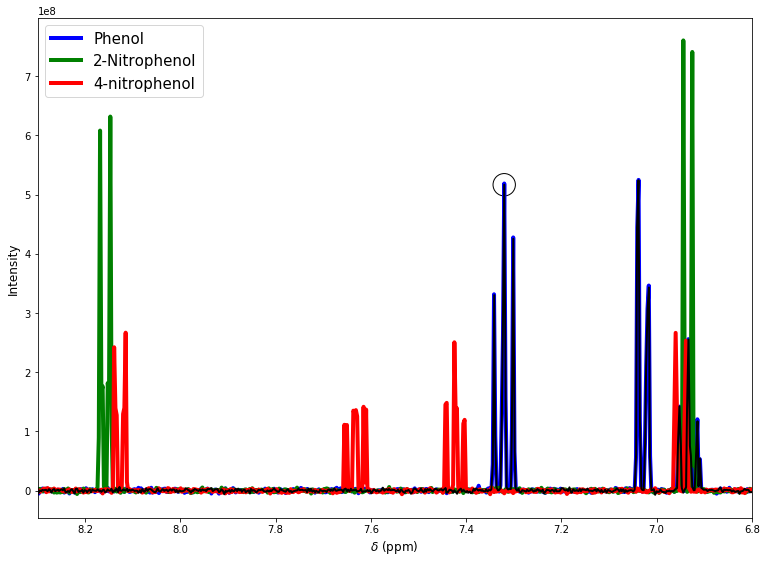 1e8
Phenol
2-Nitrophenol
4-nitrophenol
7
6
5
4
3
2
1
0
Intensity
8.2 8.0 7.8 7.6 7.4 7.2 7.0 6.8
δ (ppm)